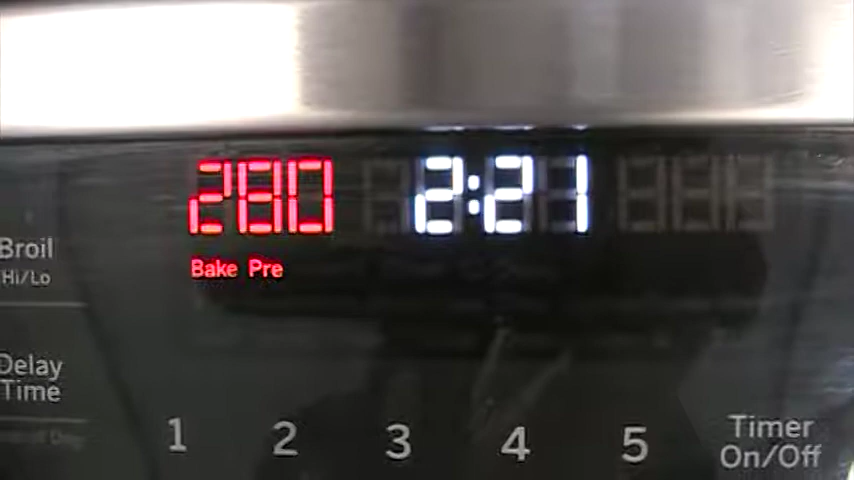 280 2:21
Bake Pre
Broil
Hi/Lo
Delay
Time
1 2 3 4 5
Timer
On/Off